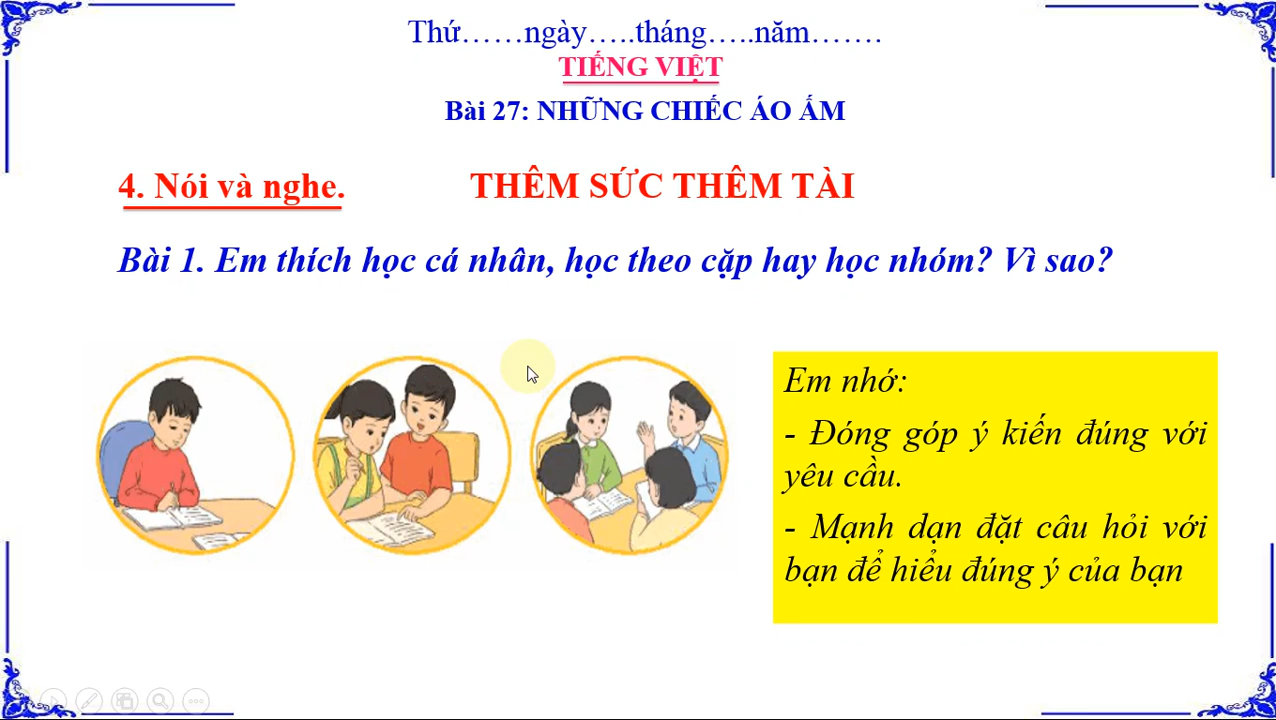 Thứ……ngày…..tháng…..năm…….
TIẾNG VIỆT
Bài 27: NHỮNG CHIẾC ÁO ẤM
4. Nói và nghe. THÊM SỨC THÊM TÀI
Bài 1. Em thích học cá nhân, học theo cặp hay học nhóm? Vì sao?
Em nhớ:
- Đóng góp ý kiến đúng với
yêu cầu.
- Mạnh dạn đặt câu hỏi với
bạn để hiểu đúng ý của bạn